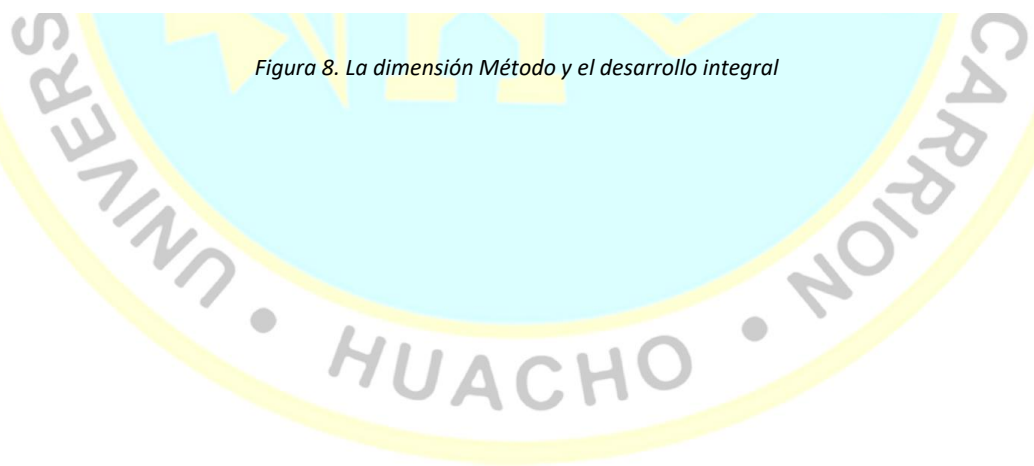 Figura 8. La dimensión Método y el desarrollo integral
UNIVERS
HUACHO
CARRION